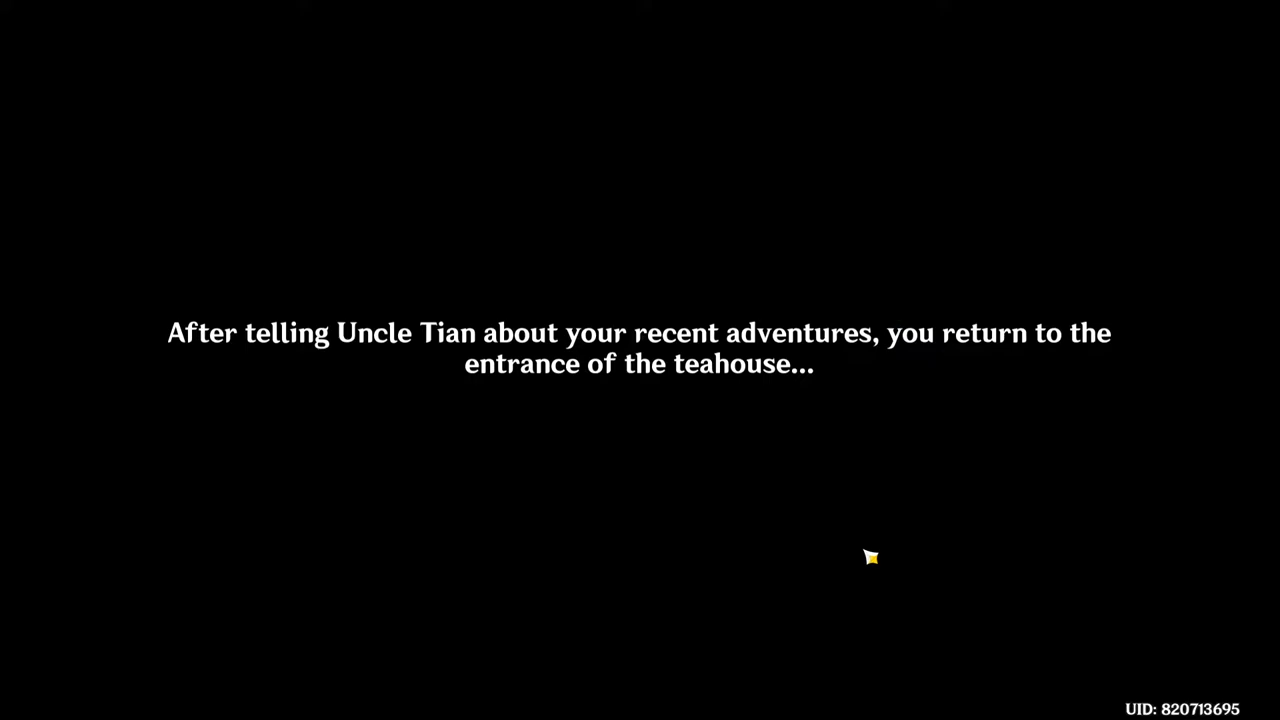 After telling Uncle Tian about your recent adventures, you return to the
entrance of the teahouse...
UID: 820713695